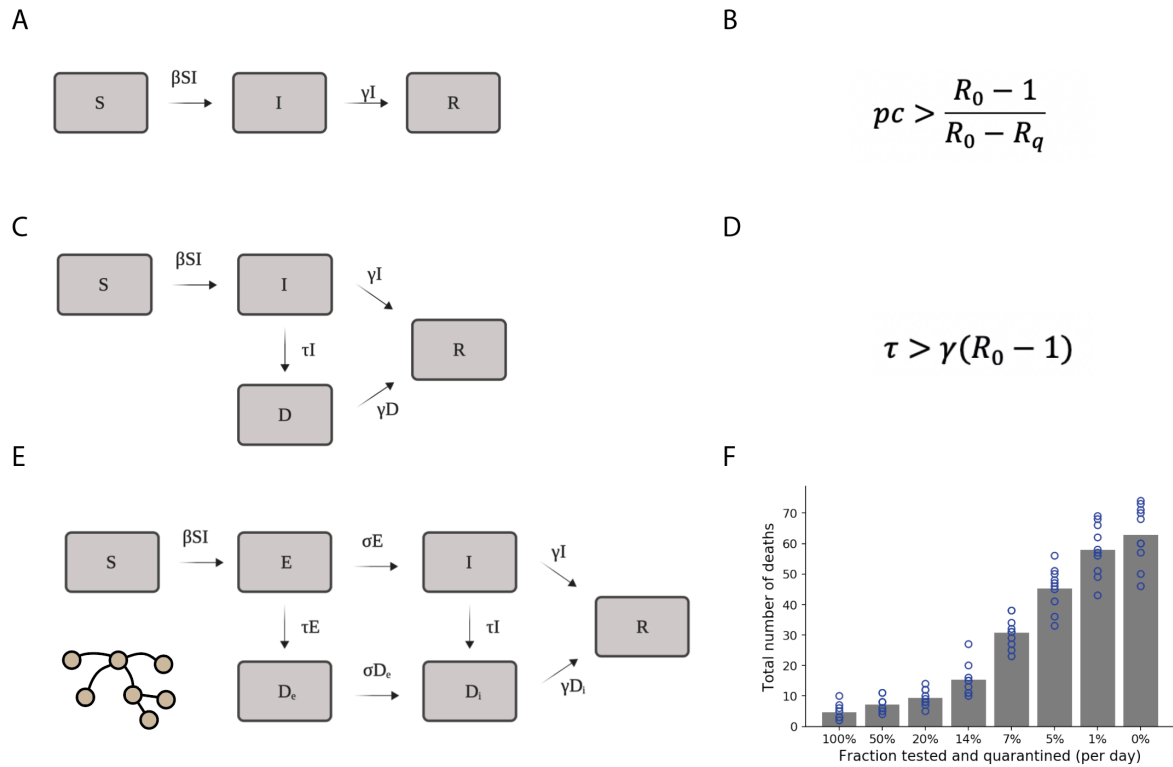 A
S
βSI
I
γI
R
B
pc > (R₀ − 1) / (R₀ − R_q)
C
S
βSI
I
γI
τI
R
D
γD
D
τ > γ(R₀ − 1)
E
S
βSI
E
σE
I
γI
τE
τI
R
Dₑ
σDₑ
Dᵢ
γDᵢ
F
Total number of deaths
70
60
50
40
30
20
10
0
100% 50% 20% 14% 7% 5% 1% 0%
Fraction tested and quarantined (per day)